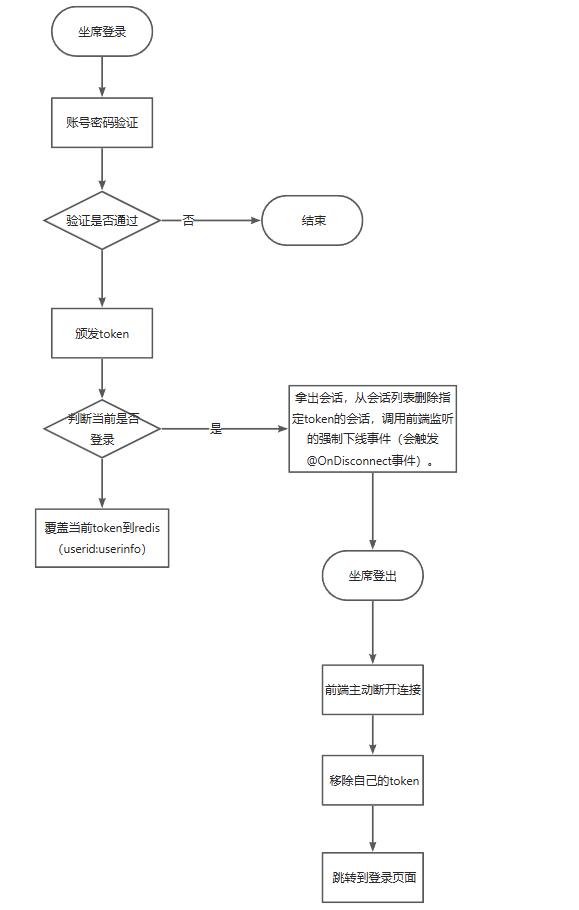 坐席登录
账号密码验证
验证是否通过
否
结束
颁发token
判断当前是否
登录
是
拿出会话，从会话列表删除指
定token的会话，调用前端监听
的强制下线事件（会触发
@OnDisconnect事件）。
覆盖当前token到redis
（userid:userinfo）
坐席登出
前端主动断开连接
移除自己的token
跳转到登录页面